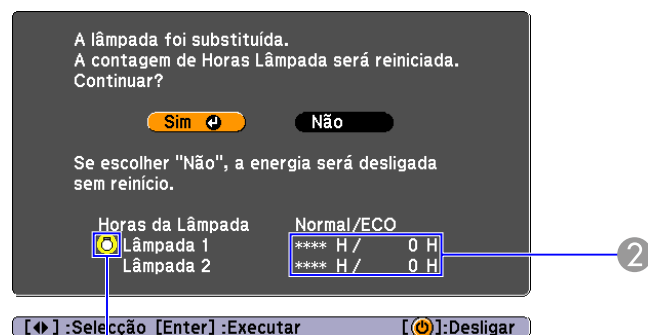 A lâmpada foi substituída.
A contagem de Horas Lâmpada será reiniciada.
Continuar?
Sim Não
Se escolher "Não", a energia será desligada
sem reinício.
Horas da Lâmpada Normal/ECO
Lâmpada 1 **** H / 0 H
Lâmpada 2 **** H / 0 H
2
[ ] :Selecção [Enter] :Executar [ ]:Desligar